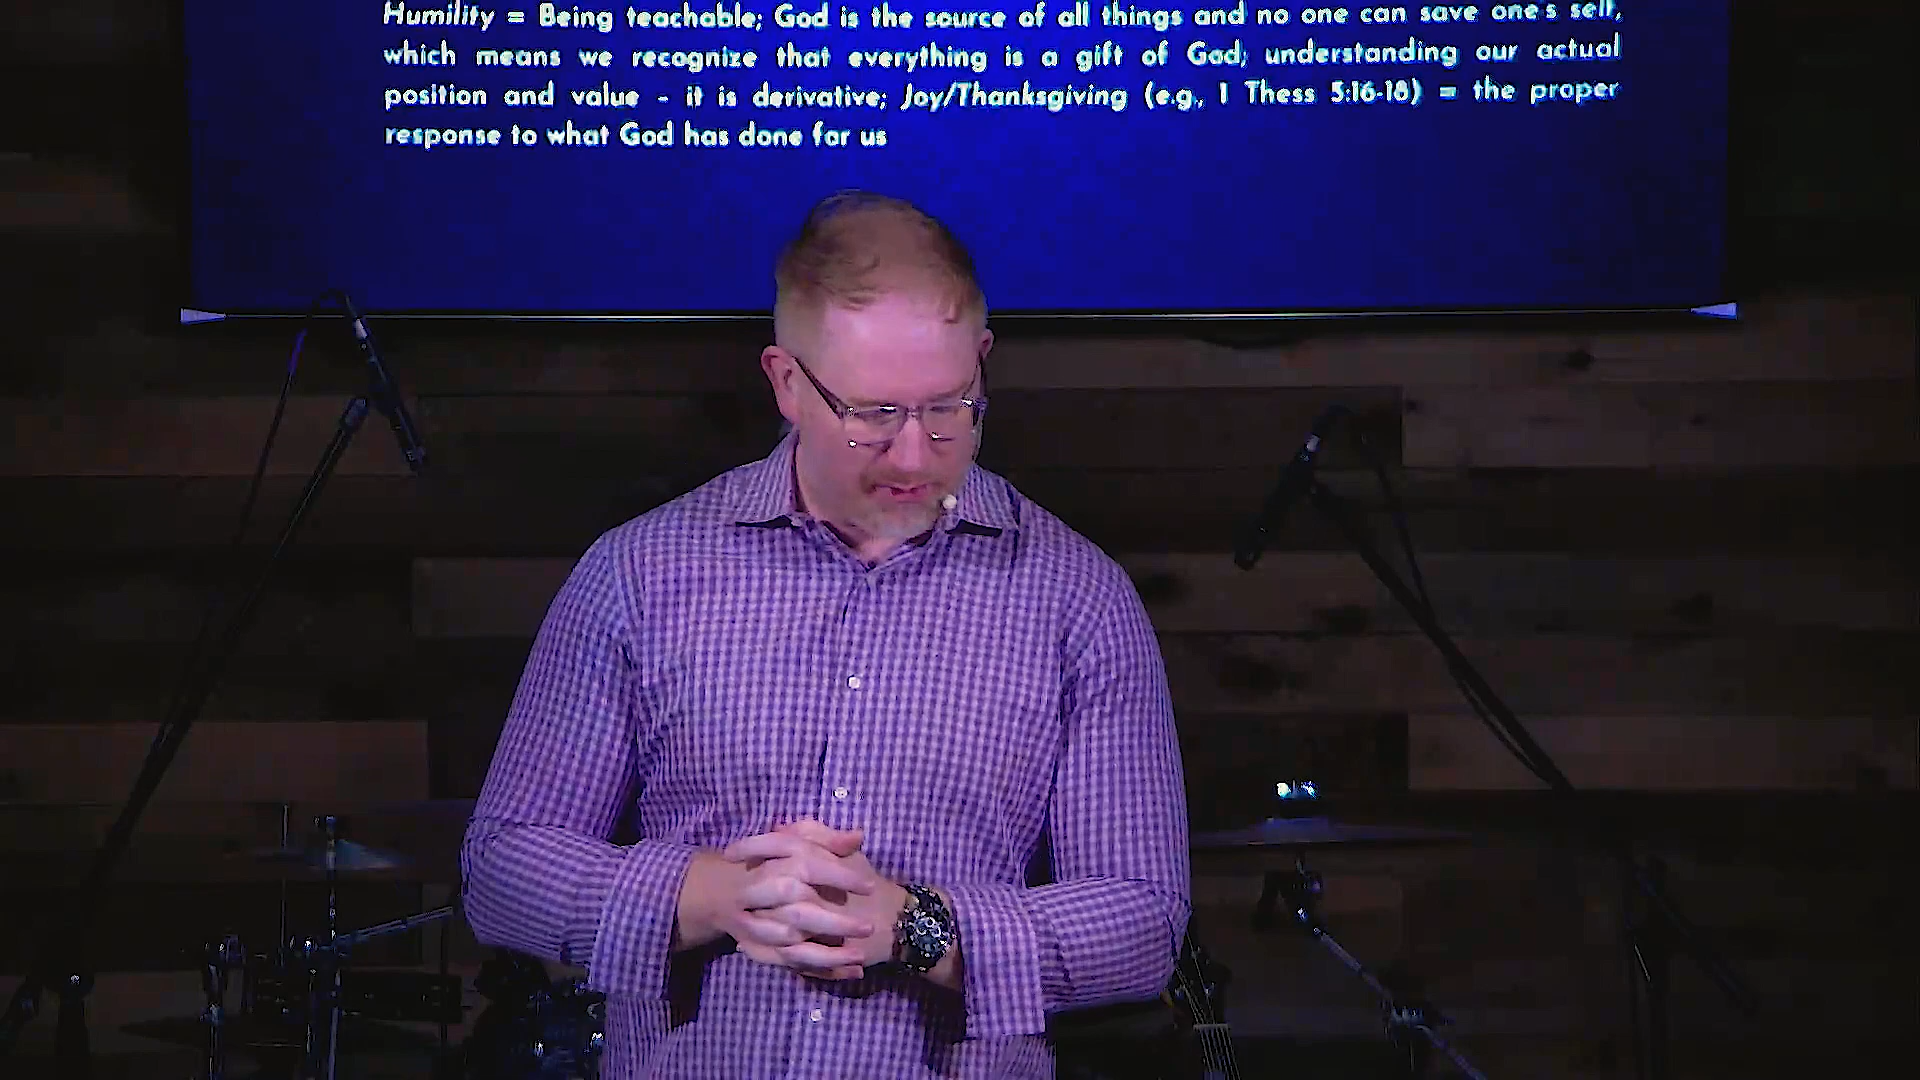 Humility = Being teachable; God is the source of all things and no one can save one's self,
which means we recognize that everything is a gift of God; understanding our actual
position and value - it is derivative; Joy/Thanksgiving (e.g., 1 Thess 5:16-18) = the proper
response to what God has done for us